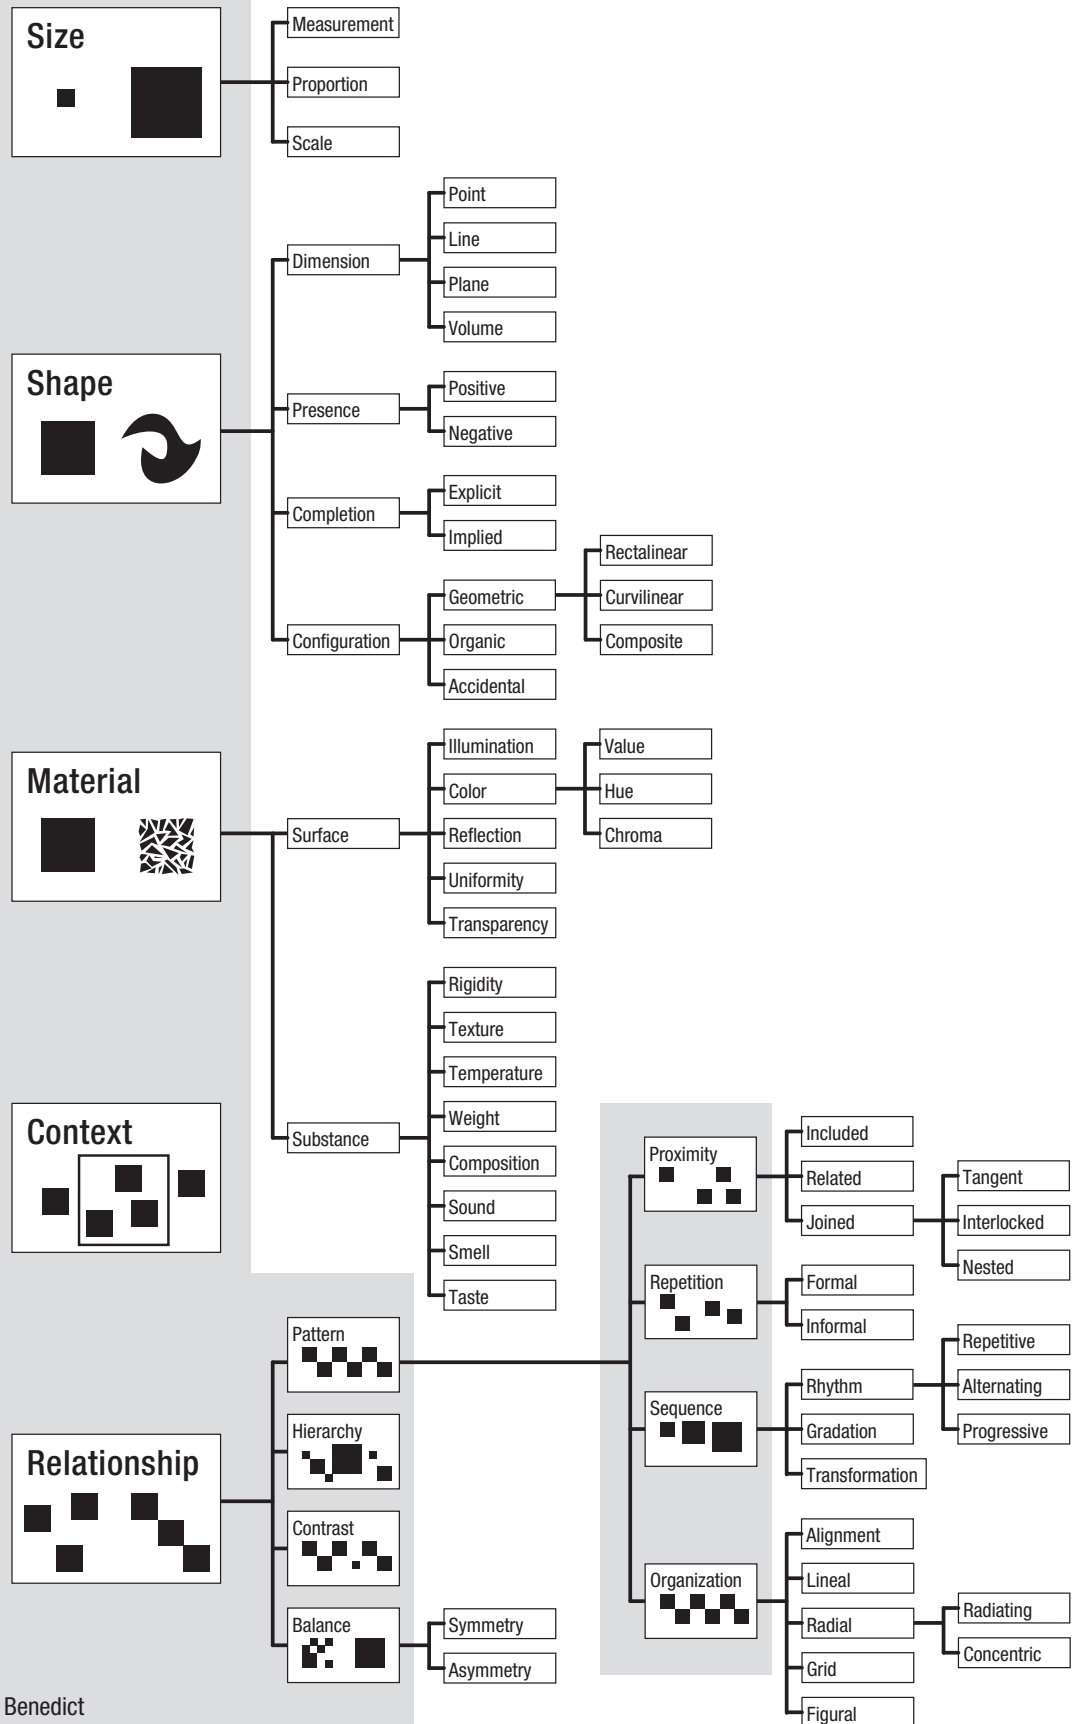 Size
Measurement
Proportion
Scale
Shape
Dimension
Point
Line
Plane
Volume
Presence
Positive
Negative
Completion
Explicit
Implied
Configuration
Geometric
Rectalinear
Curvilinear
Composite
Organic
Accidental
Material
Surface
Illumination
Color
Value
Hue
Chroma
Reflection
Uniformity
Transparency
Substance
Rigidity
Texture
Temperature
Weight
Composition
Sound
Smell
Taste
Context
Relationship
Pattern
Proximity
Included
Related
Joined
Tangent
Interlocked
Nested
Repetition
Formal
Informal
Sequence
Rhythm
Repetitive
Alternating
Progressive
Gradation
Transformation
Organization
Alignment
Lineal
Radial
Radiating
Concentric
Grid
Figural
Hierarchy
Contrast
Balance
Symmetry
Asymmetry
Benedict